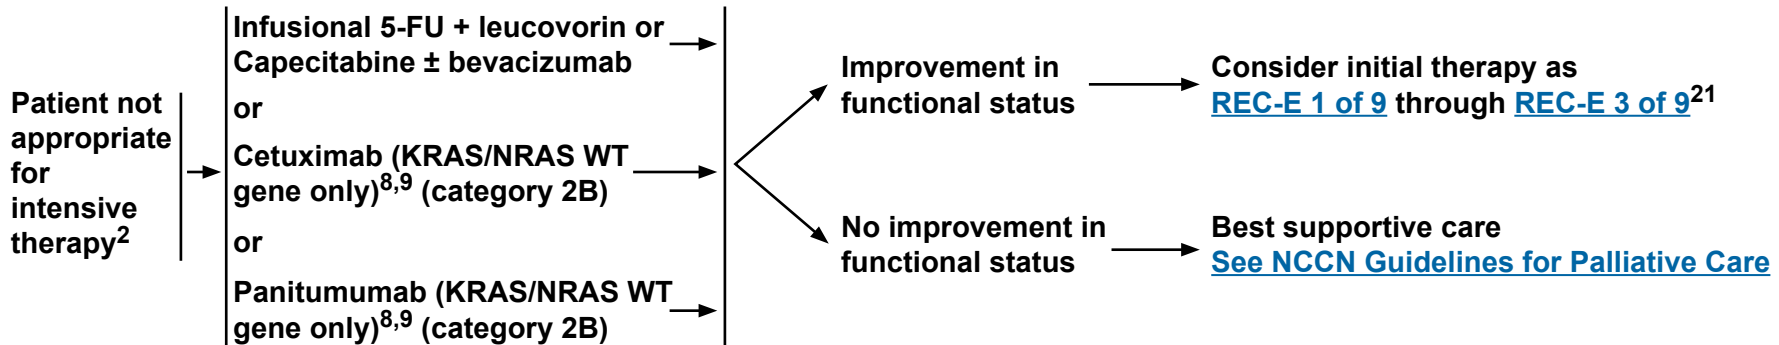 Patient not
appropriate
for
intensive
therapy2
Infusional 5-FU + leucovorin or
Capecitabine ± bevacizumab
or
Cetuximab (KRAS/NRAS WT
gene only)8,9 (category 2B)
or
Panitumumab (KRAS/NRAS WT
gene only)8,9 (category 2B)
Improvement in
functional status
Consider initial therapy as
REC-E 1 of 9 through REC-E 3 of 921
No improvement in
functional status
Best supportive care
See NCCN Guidelines for Palliative Care